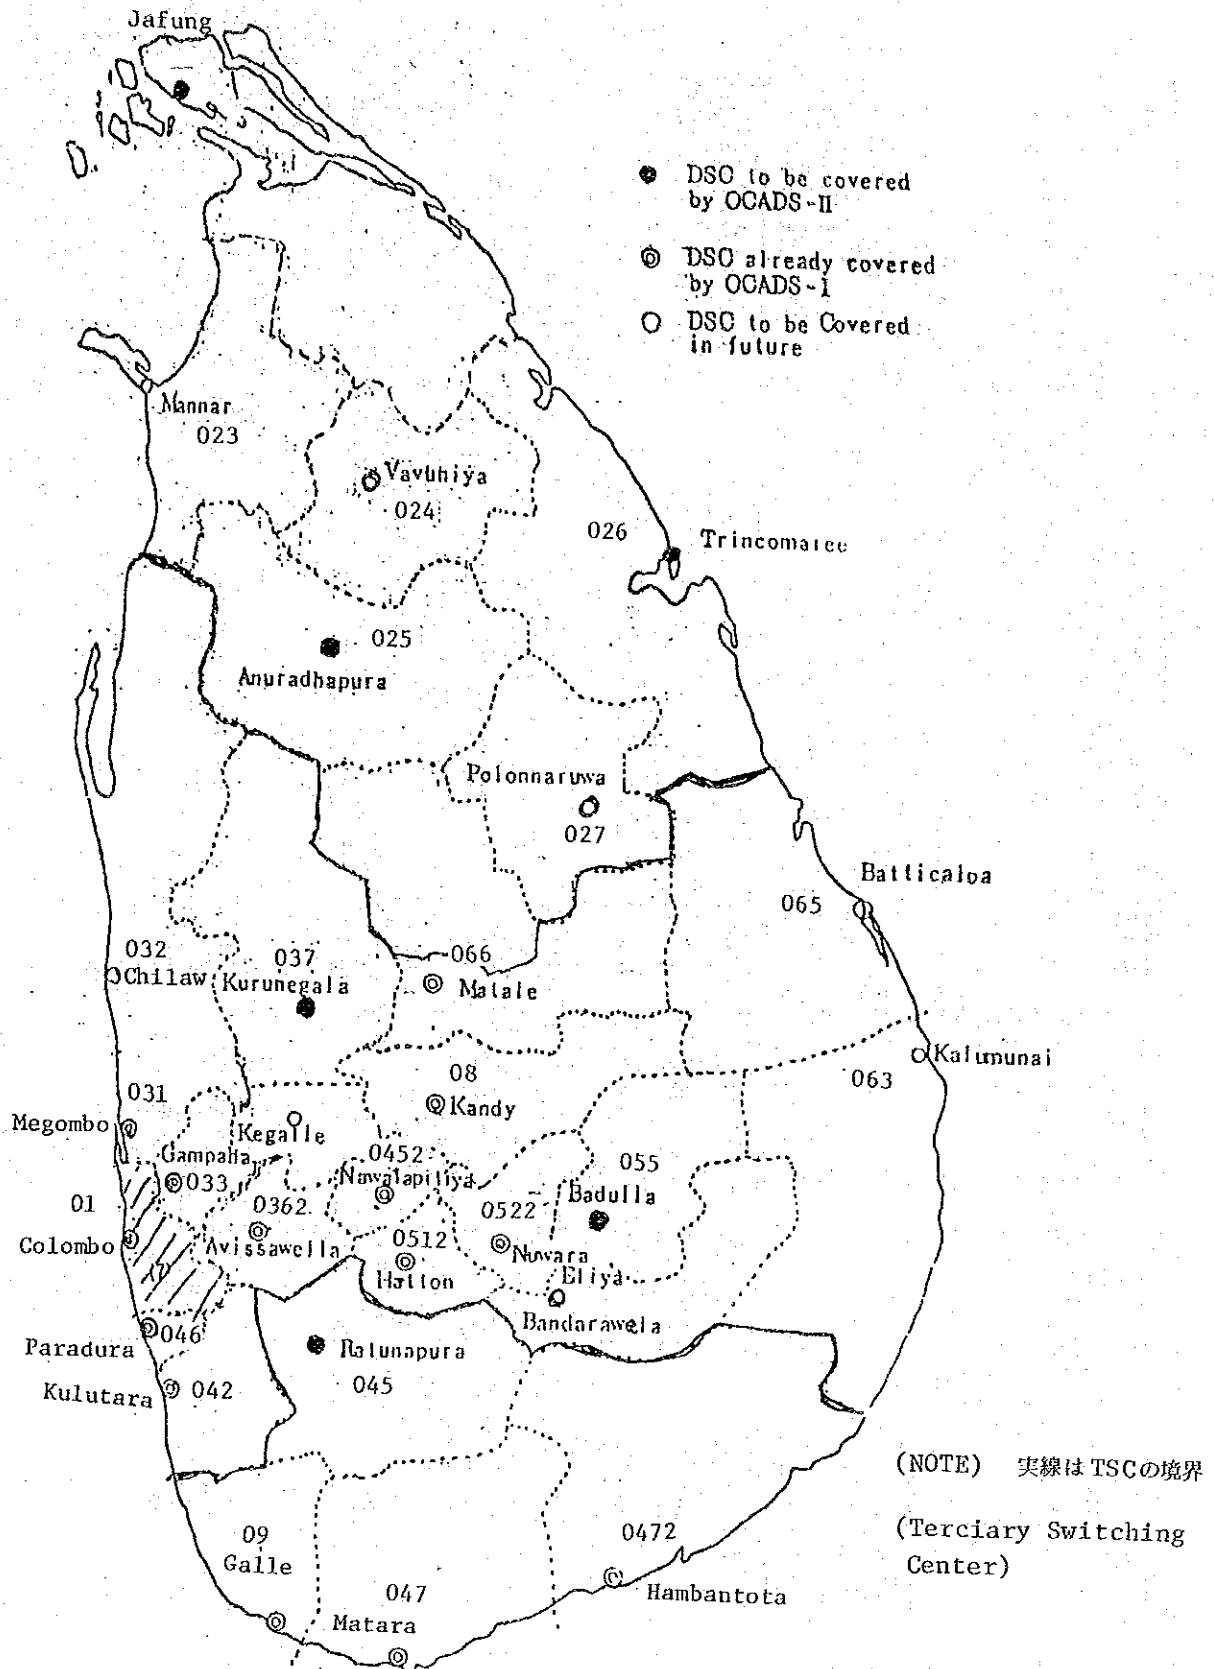 Jafung
DSC to be covered
by OCADS-II
DSC already covered
by OCADS-I
DSC to be Covered
in future
Mannar
023
Vavuhiya
024
026
Trincomalee
025
Anuradhapura
Polonnaruwa
027
Batticaloa
065
032
Chilaw
037
Kurunegala
066
Matale
Kalumunai
063
08
Kandy
031
Megombo
Kegalle
Gampaha
033
0452
Nawalapitiya
055
Badulla
01
Colombo
0362
Avissawella
0522
Nuwara
Eliya
0512
Hatton
Bandarawela
046
Paradura
Ratunapura
045
Kulutara
042
(NOTE) 実線はTSCの境界
(Terciary Switching
Center)
09
Galle
0472
Hambantota
047
Matara